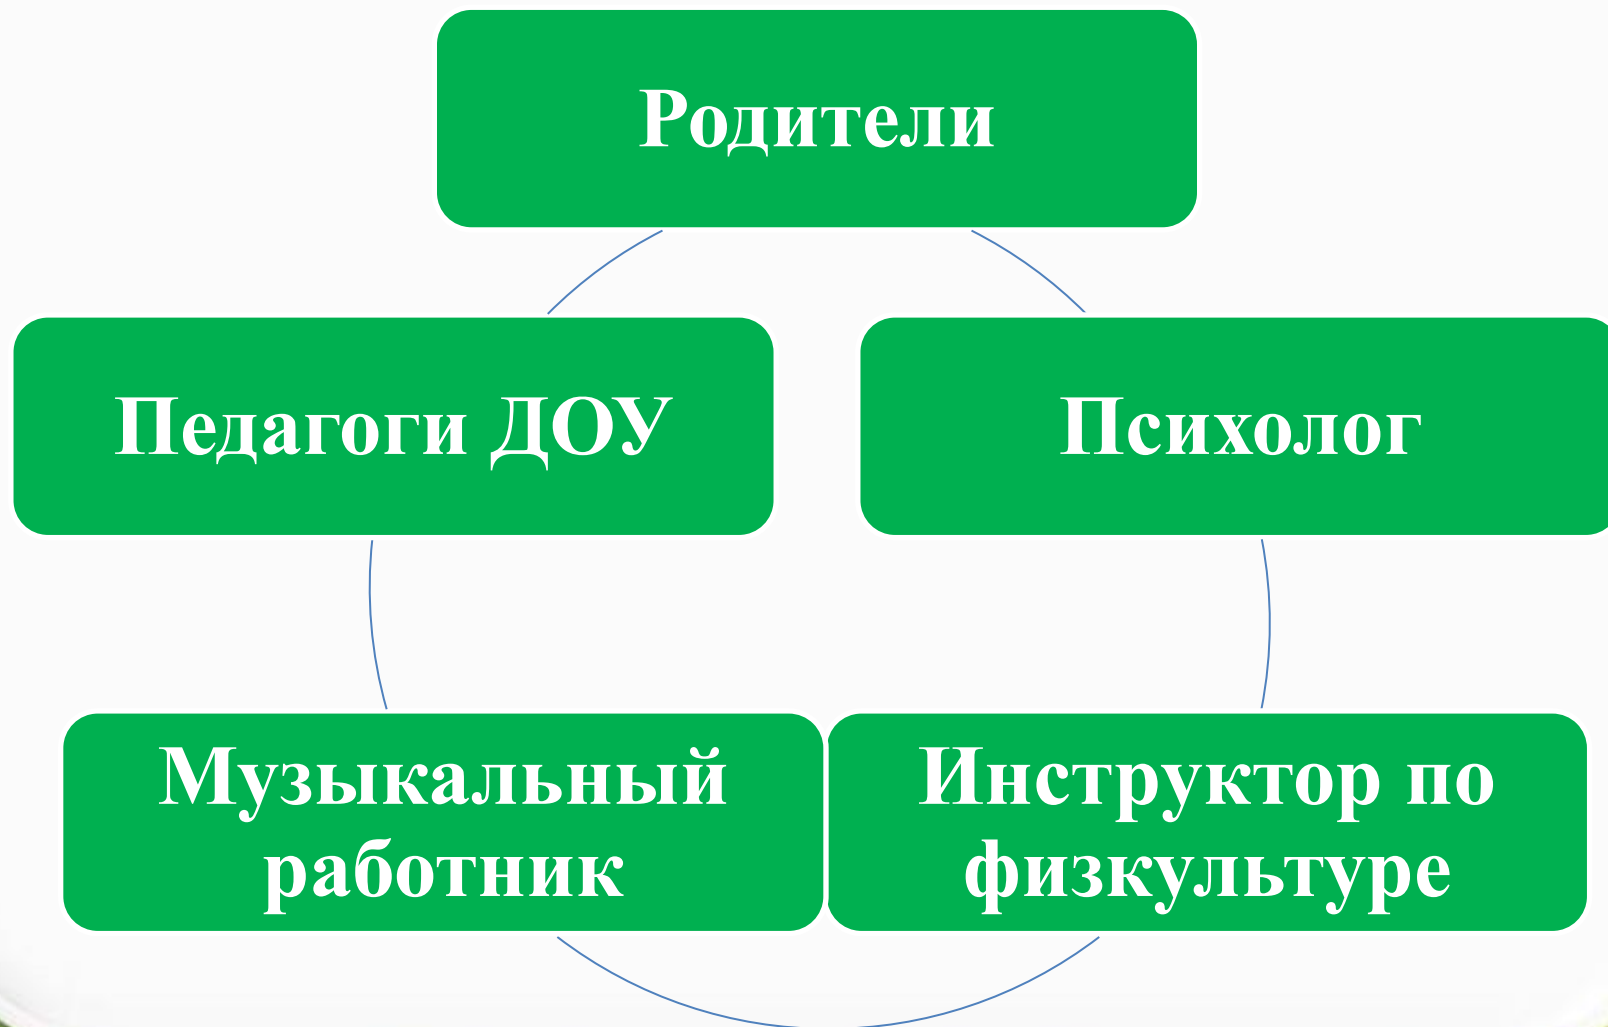 Родители
Педагоги ДОУ
Психолог
Музыкальный
работник
Инструктор по
физкультуре